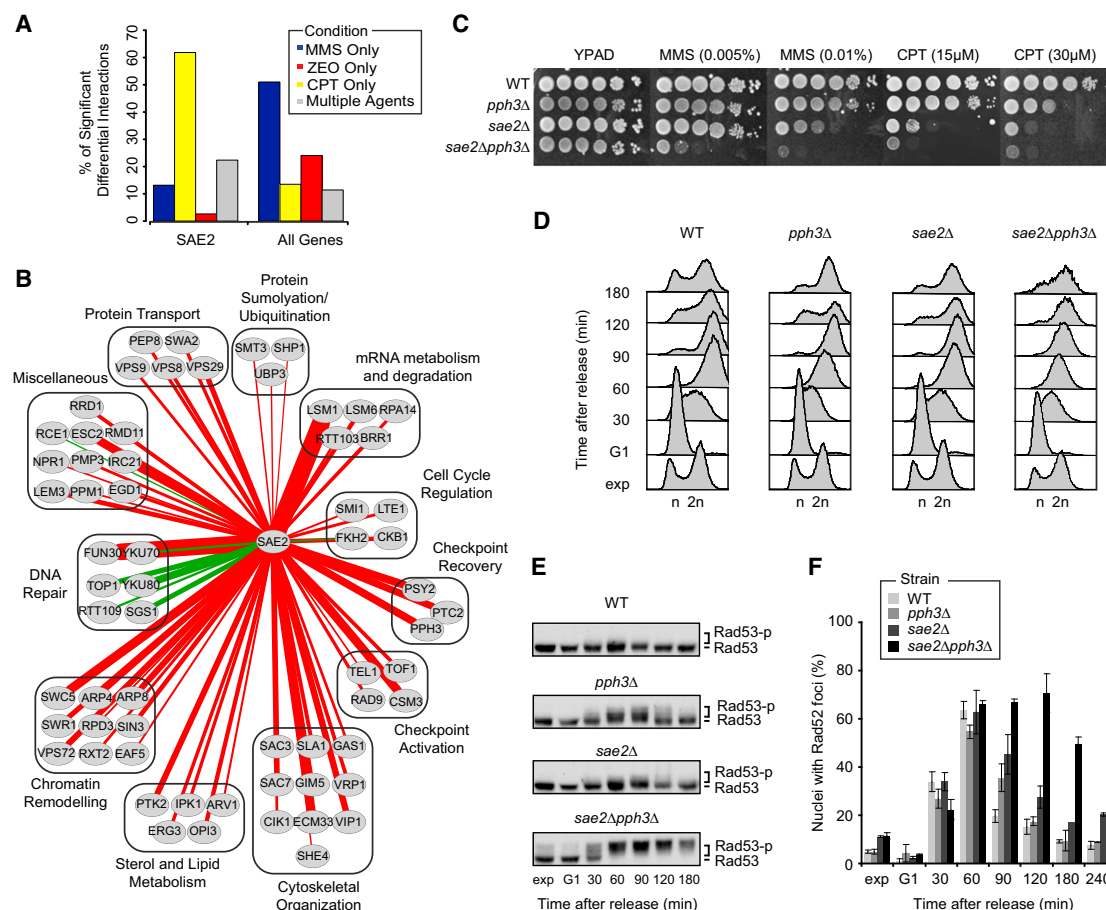 A
% of Significant
Differential Interactions
0
10
20
30
40
50
60
70
Condition
MMS Only
ZEO Only
CPT Only
Multiple Agents
SAE2
All Genes
B
Protein
Sumolyation/
Ubiquitination
Protein Transport
PEP8 SWA2
VPS9 VPS8 VPS29
SMT3 SHP1
UBP3
mRNA metabolism
and degradation
LSM1 LSM6 RPA14
RTT103 BRR1
Miscellaneous
RRD1
RCE1 ESC2 RMD11
NPR1 PMP3 IRC21
LEM3 PPM1 EGD1
Cell Cycle
Regulation
SMI1 LTE1
FKH2 CKB1
SAE2
DNA
Repair
FUN30 YKU70
TOP1 YKU80
RTT109 SGS1
Checkpoint
Recovery
PSY2
PTC2
PPH3
TEL1 TOF1
RAD9 CSM3
Checkpoint
Activation
SWC5 ARP4 ARP8
SWR1 RPD3 SIN3
VPS72 RXT2 EAF5
Chromatin
Remodelling
PTK2 IPK1 ARV1
ERG3 OPI3
Sterol and Lipid
Metabolism
SAC3 SLA1 GAS1
SAC7 GIM5 VRP1
CIK1 ECM33 VIP1
SHE4
Cytoskeletal
Organization
C
YPAD MMS (0.005%) MMS (0.01%) CPT (15µM) CPT (30µM)
WT
pph3Δ
sae2Δ
sae2Δpph3Δ
D
WT pph3Δ sae2Δ sae2Δpph3Δ
Time after release (min)
180
120
90
60
30
G1
exp
n 2n n 2n n 2n n 2n
E
WT
Rad53-p
Rad53
pph3Δ
Rad53-p
Rad53
sae2Δ
Rad53-p
Rad53
sae2Δpph3Δ
Rad53-p
Rad53
exp G1 30 60 90 120 180
Time after release (min)
F
Strain
WT
pph3Δ
sae2Δ
sae2Δpph3Δ
Nuclei with Rad52 foci (%)
100
80
60
40
20
0
exp G1 30 60 90 120 180 240
Time after release (min)